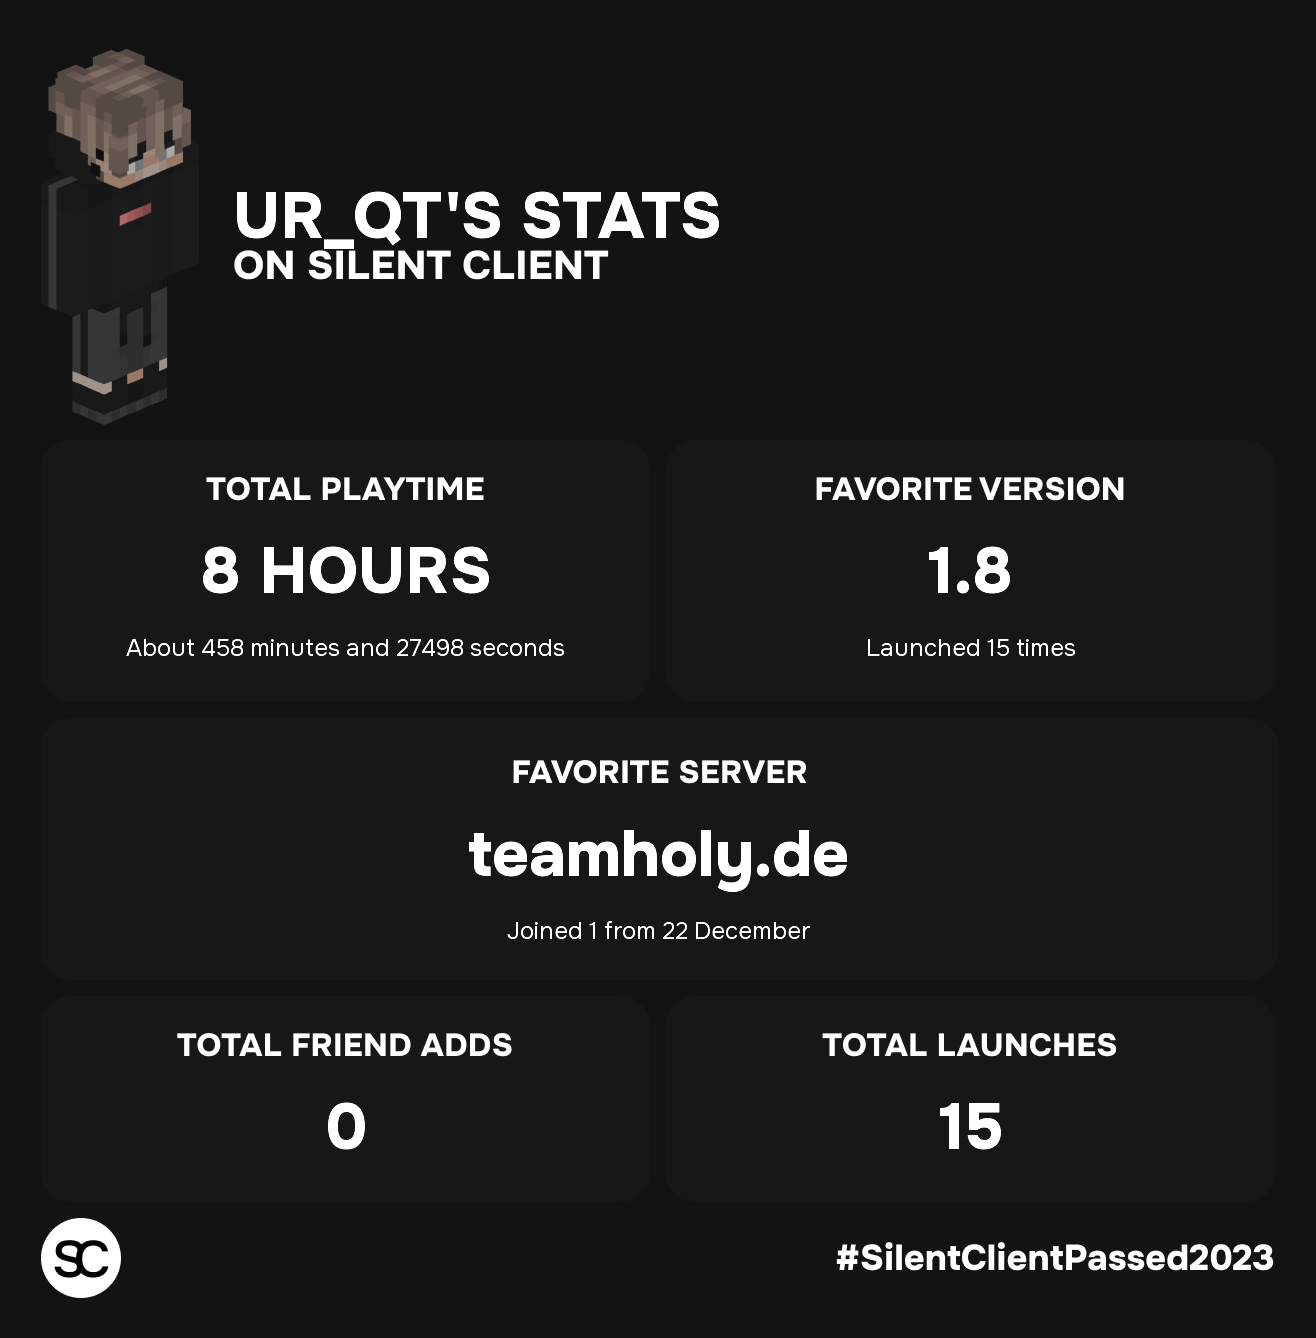 UR_QT'S STATS
ON SILENT CLIENT
TOTAL PLAYTIME
8 HOURS
About 458 minutes and 27498 seconds
FAVORITE VERSION
1.8
Launched 15 times
FAVORITE SERVER
teamholy.de
Joined 1 from 22 December
TOTAL FRIEND ADDS
0
TOTAL LAUNCHES
15
SC
#SilentClientPassed2023